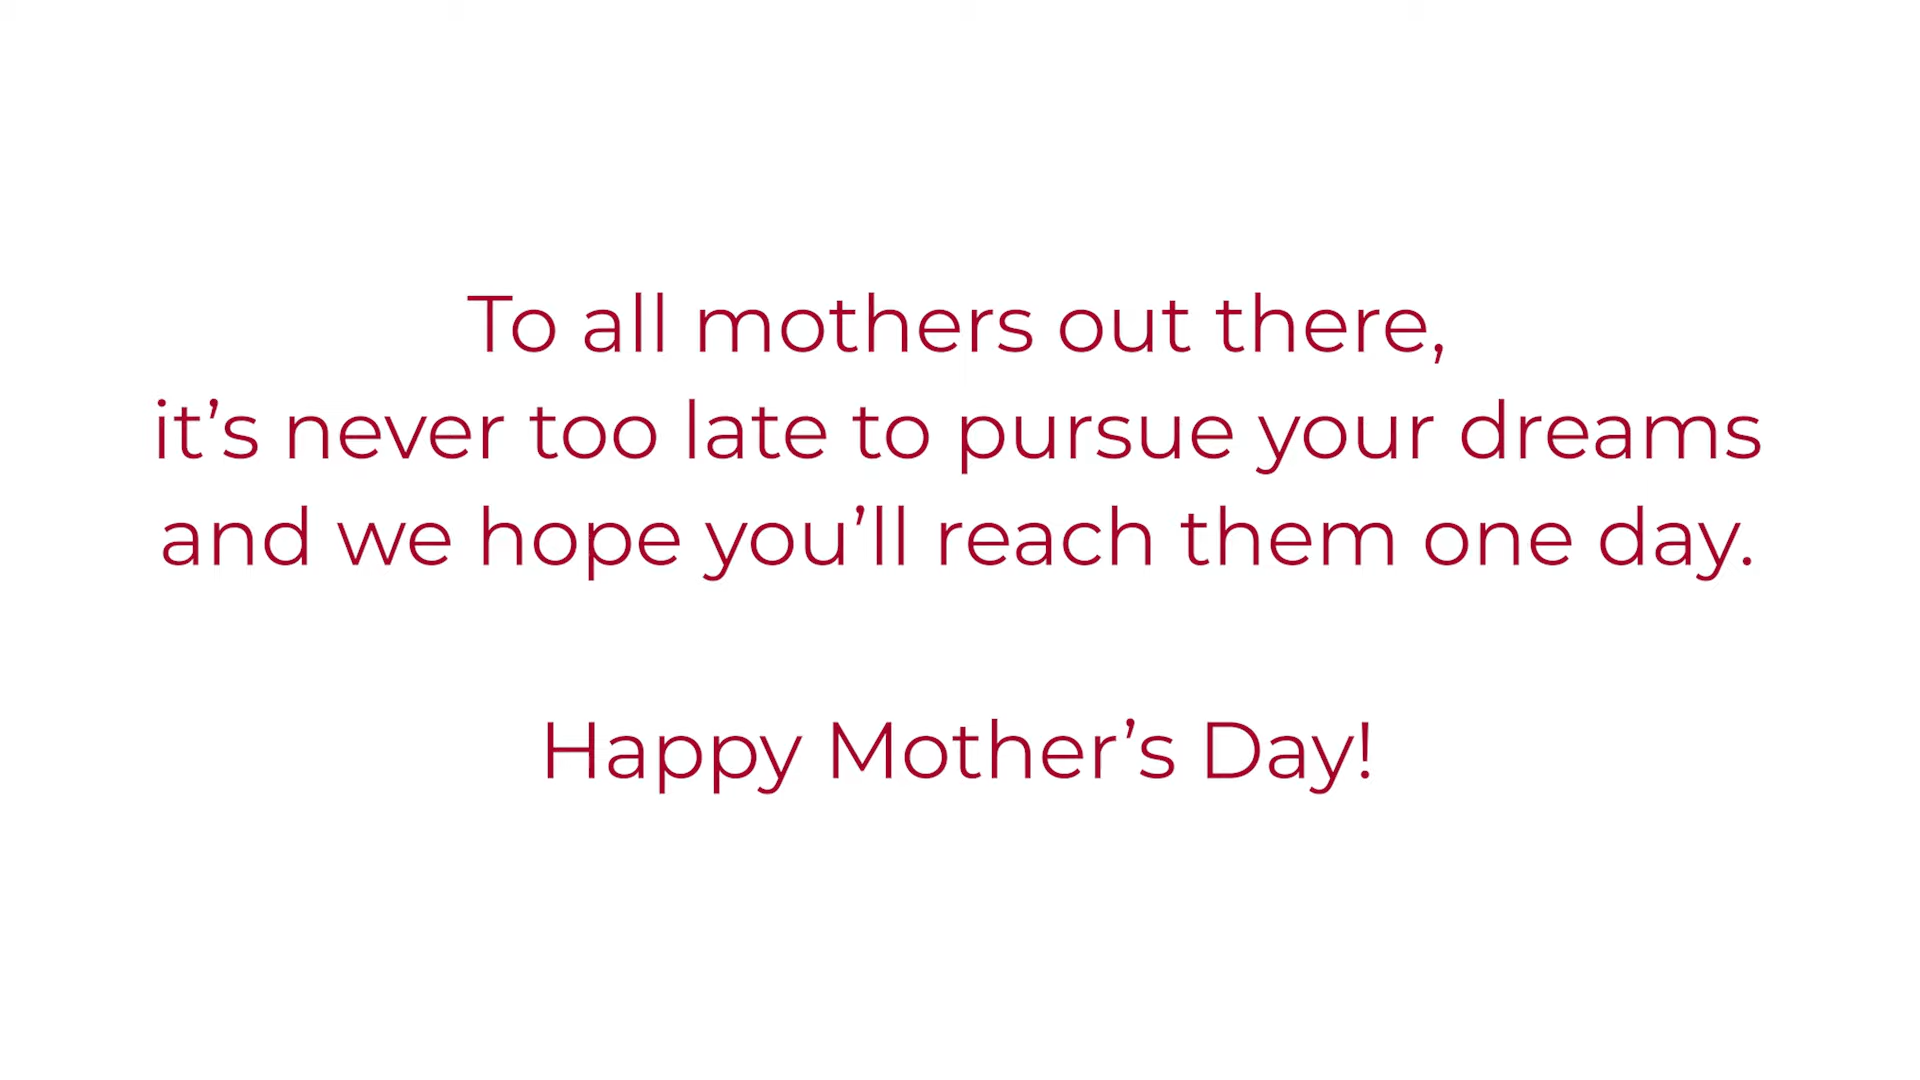 To all mothers out there,
it’s never too late to pursue your dreams
and we hope you’ll reach them one day.
Happy Mother’s Day!